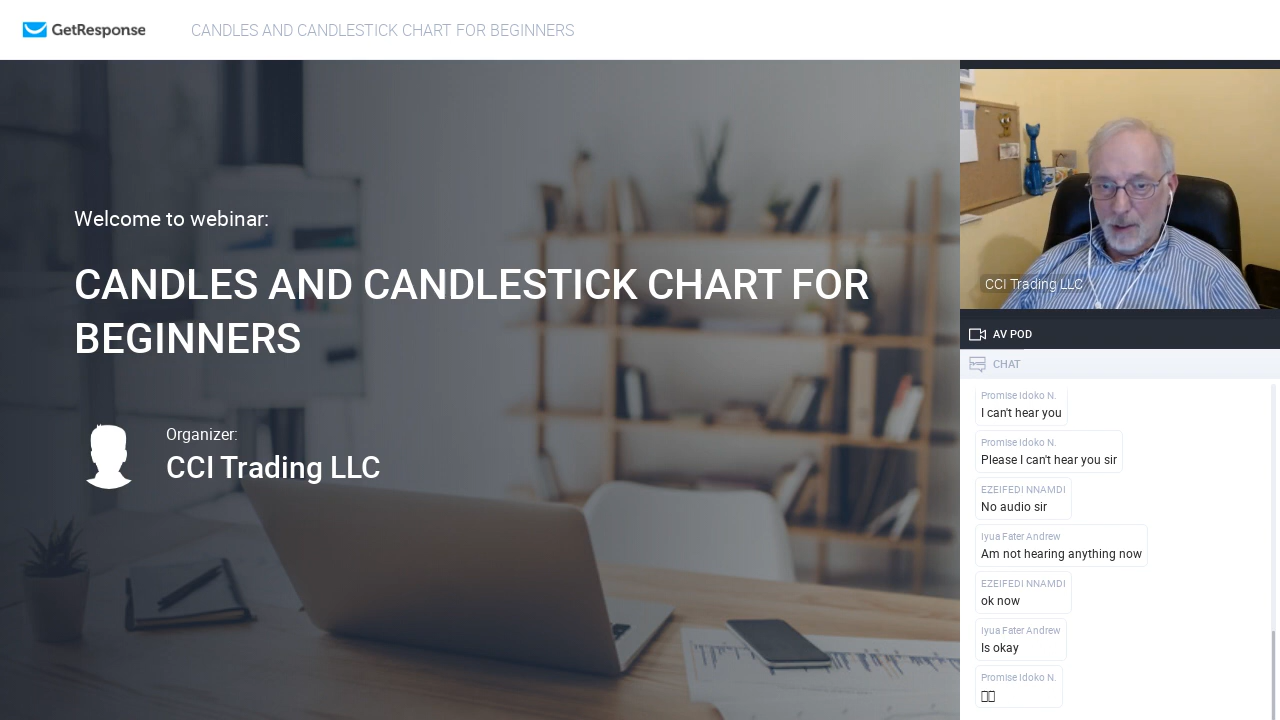 GetResponse
CANDLES AND CANDLESTICK CHART FOR BEGINNERS
Welcome to webinar:
CANDLES AND CANDLESTICK CHART FOR
BEGINNERS
Organizer:
CCI Trading LLC
CCI Trading LLC
AV POD
CHAT
Promise Idoko N.
I can't hear you
Promise Idoko N.
Please I can't hear you sir
EZEIFEDI NNAMDI
No audio sir
Iyua Fater Andrew
Am not hearing anything now
EZEIFEDI NNAMDI
ok now
Iyua Fater Andrew
Is okay
Promise Idoko N.